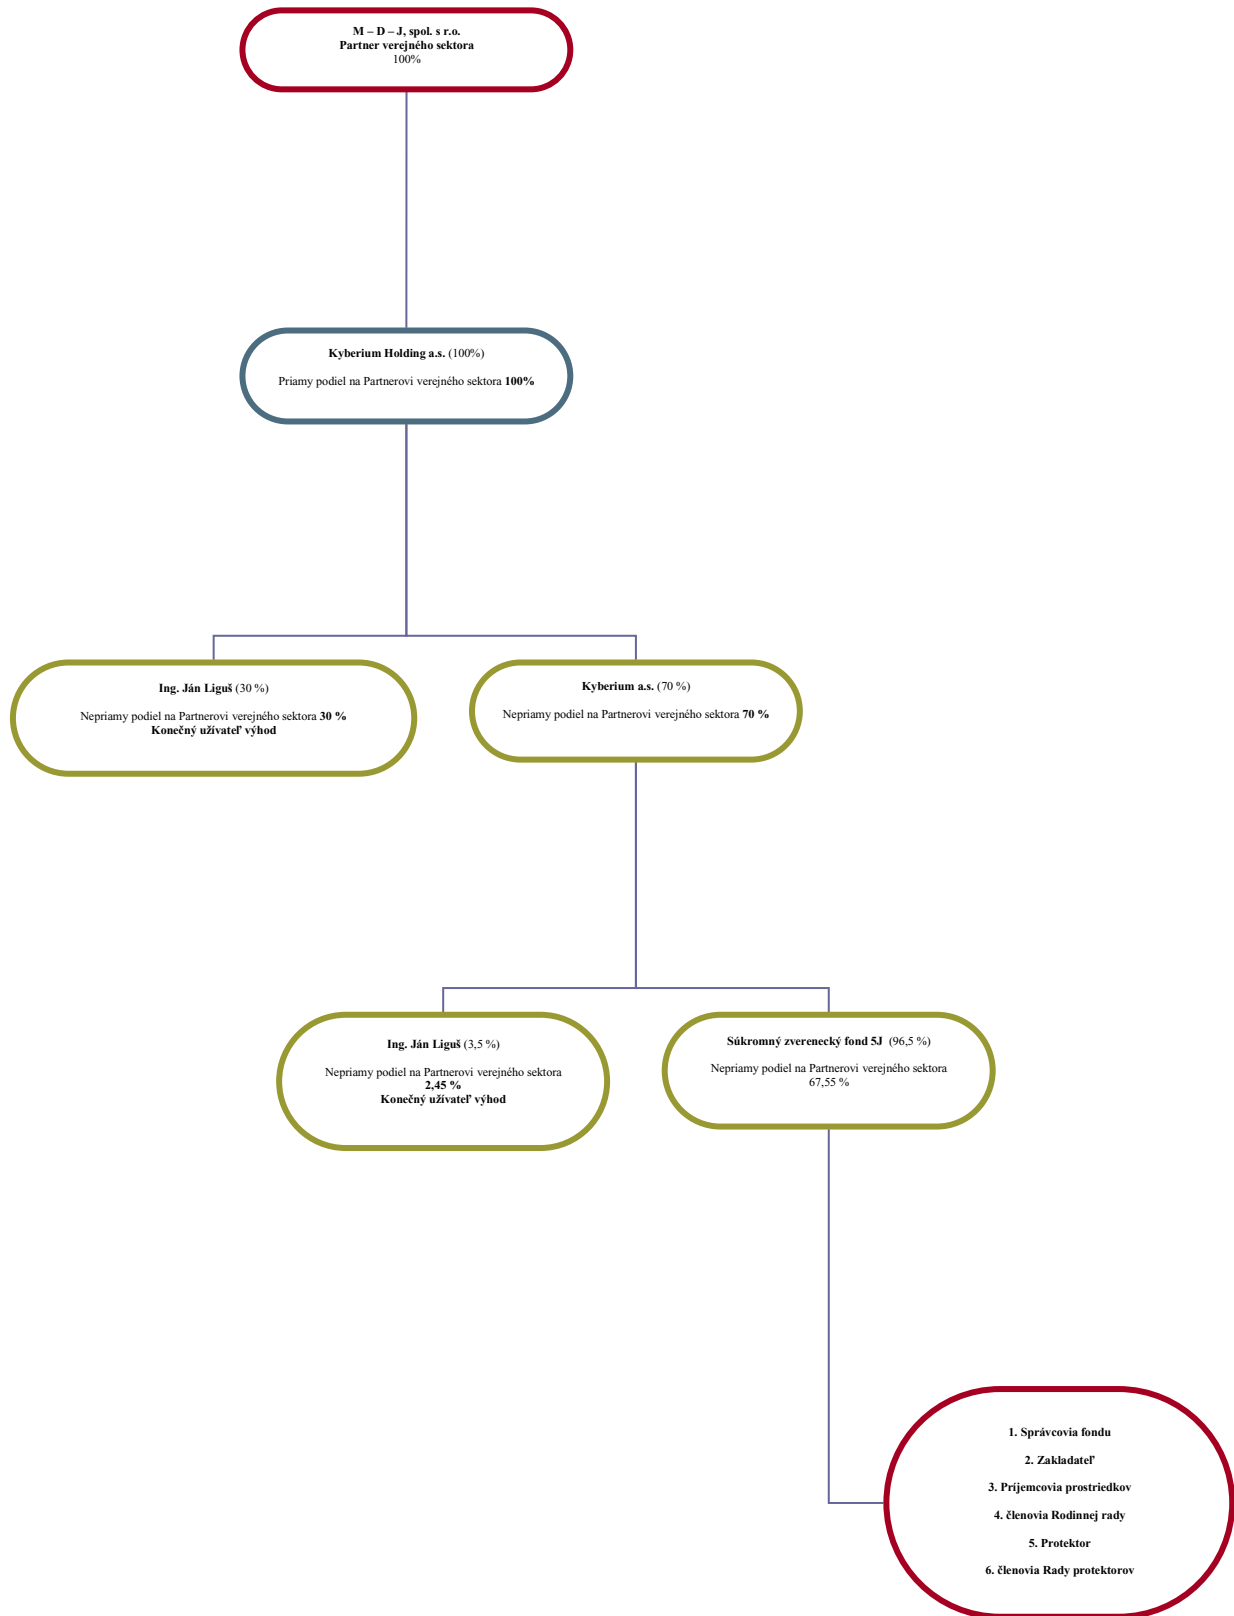 M – D – J, spol. s r.o.
Partner verejného sektora
100%
Kyberium Holding a.s. (100%)
Priamy podiel na Partnerovi verejného sektora 100%
Ing. Ján Liguš (30 %)
Nepriamy podiel na Partnerovi verejného sektora 30 %
Konečný užívateľ výhod
Kyberium a.s. (70 %)
Nepriamy podiel na Partnerovi verejného sektora 70 %
Ing. Ján Liguš (3,5 %)
Nepriamy podiel na Partnerovi verejného sektora
2,45 %
Konečný užívateľ výhod
Súkromný zverenecký fond 5J (96,5 %)
Nepriamy podiel na Partnerovi verejného sektora
67,55 %
1. Správcovia fondu
2. Zakladateľ
3. Príjemcovia prostriedkov
4. členovia Rodinnej rady
5. Protektor
6. členovia Rady protektorov